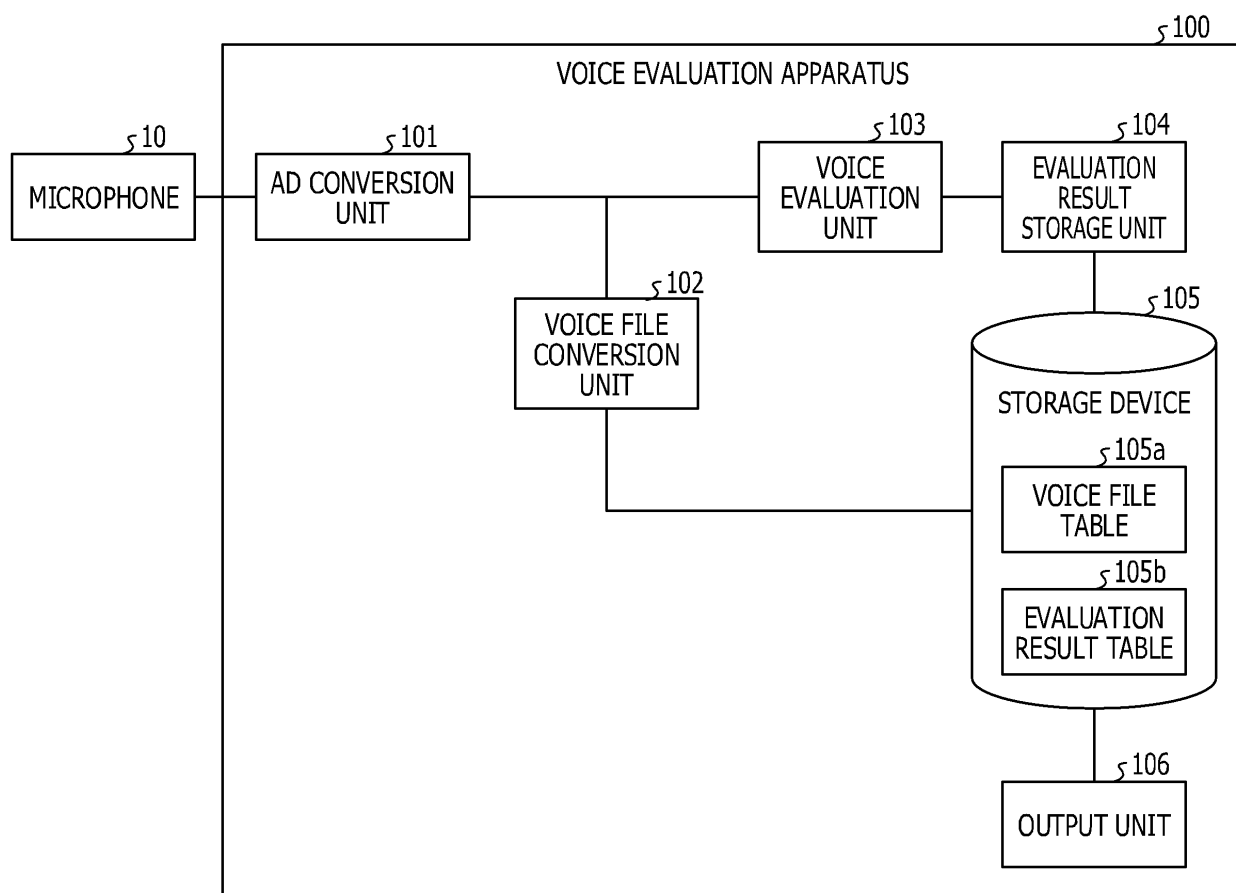 100
VOICE EVALUATION APPARATUS
10
MICROPHONE
101
AD CONVERSION
UNIT
103
VOICE
EVALUATION
UNIT
104
EVALUATION
RESULT
STORAGE UNIT
102
VOICE FILE
CONVERSION
UNIT
105
STORAGE DEVICE
105a
VOICE FILE
TABLE
105b
EVALUATION
RESULT TABLE
106
OUTPUT UNIT